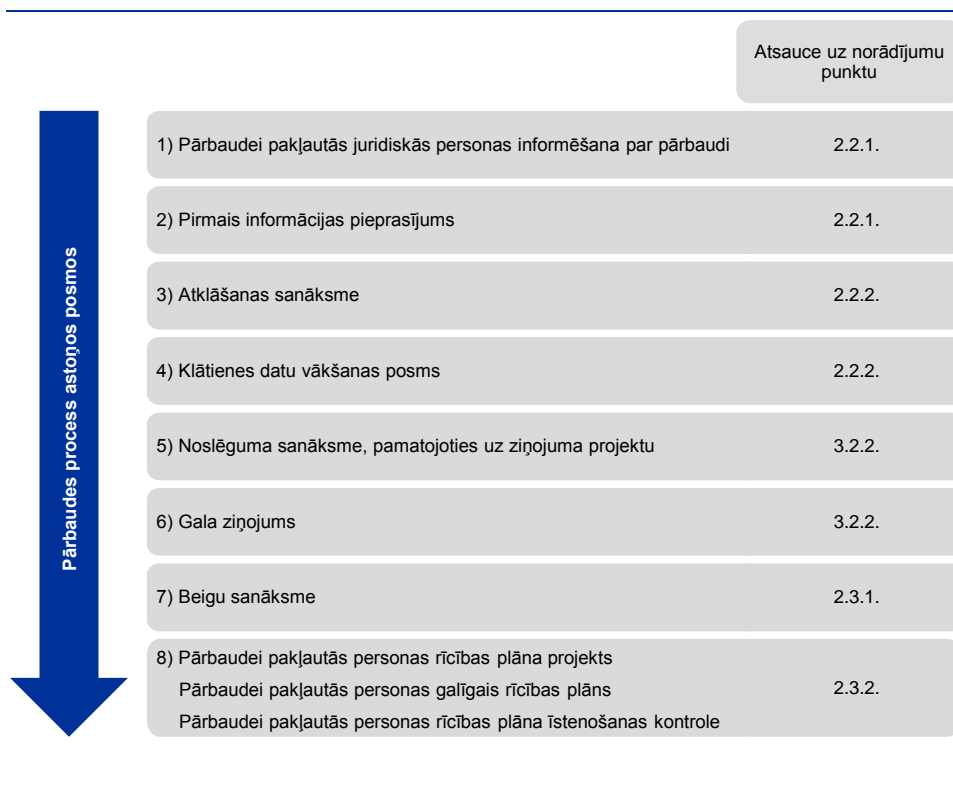 Atsauce uz norādījumu
punktu
Pārbaudes process astoņos posmos
1) Pārbaudei pakļautās juridiskās personas informēšana par pārbaudi 2.2.1.
2) Pirmais informācijas pieprasījums 2.2.1.
3) Atklāšanas sanāksme 2.2.2.
4) Klātienes datu vākšanas posms 2.2.2.
5) Noslēguma sanāksme, pamatojoties uz ziņojuma projektu 3.2.2.
6) Gala ziņojums 3.2.2.
7) Beigu sanāksme 2.3.1.
8) Pārbaudei pakļautās personas rīcības plāna projekts
Pārbaudei pakļautās personas galīgais rīcības plāns 2.3.2.
Pārbaudei pakļautās personas rīcības plāna īstenošanas kontrole